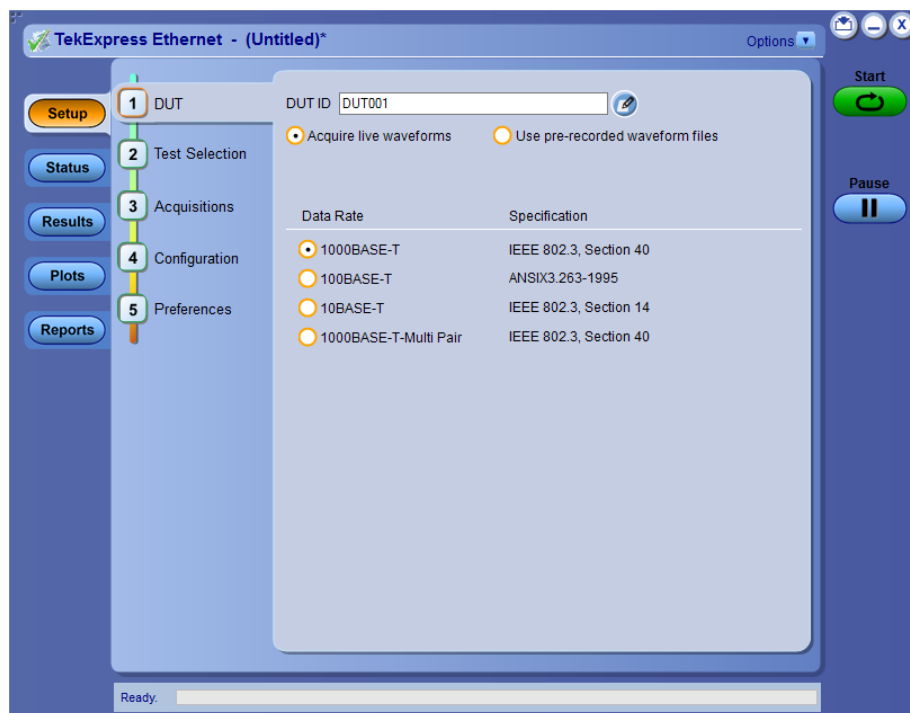 TekExpress Ethernet - (Untitled)*
Options
X
Start
Pause
Setup
Status
Results
Plots
Reports
1 DUT
2 Test Selection
3 Acquisitions
4 Configuration
5 Preferences
DUT ID DUT001
Acquire live waveforms Use pre-recorded waveform files
Data Rate Specification
1000BASE-T IEEE 802.3, Section 40
100BASE-T ANSIX3.263-1995
10BASE-T IEEE 802.3, Section 14
1000BASE-T-Multi Pair IEEE 802.3, Section 40
Ready.